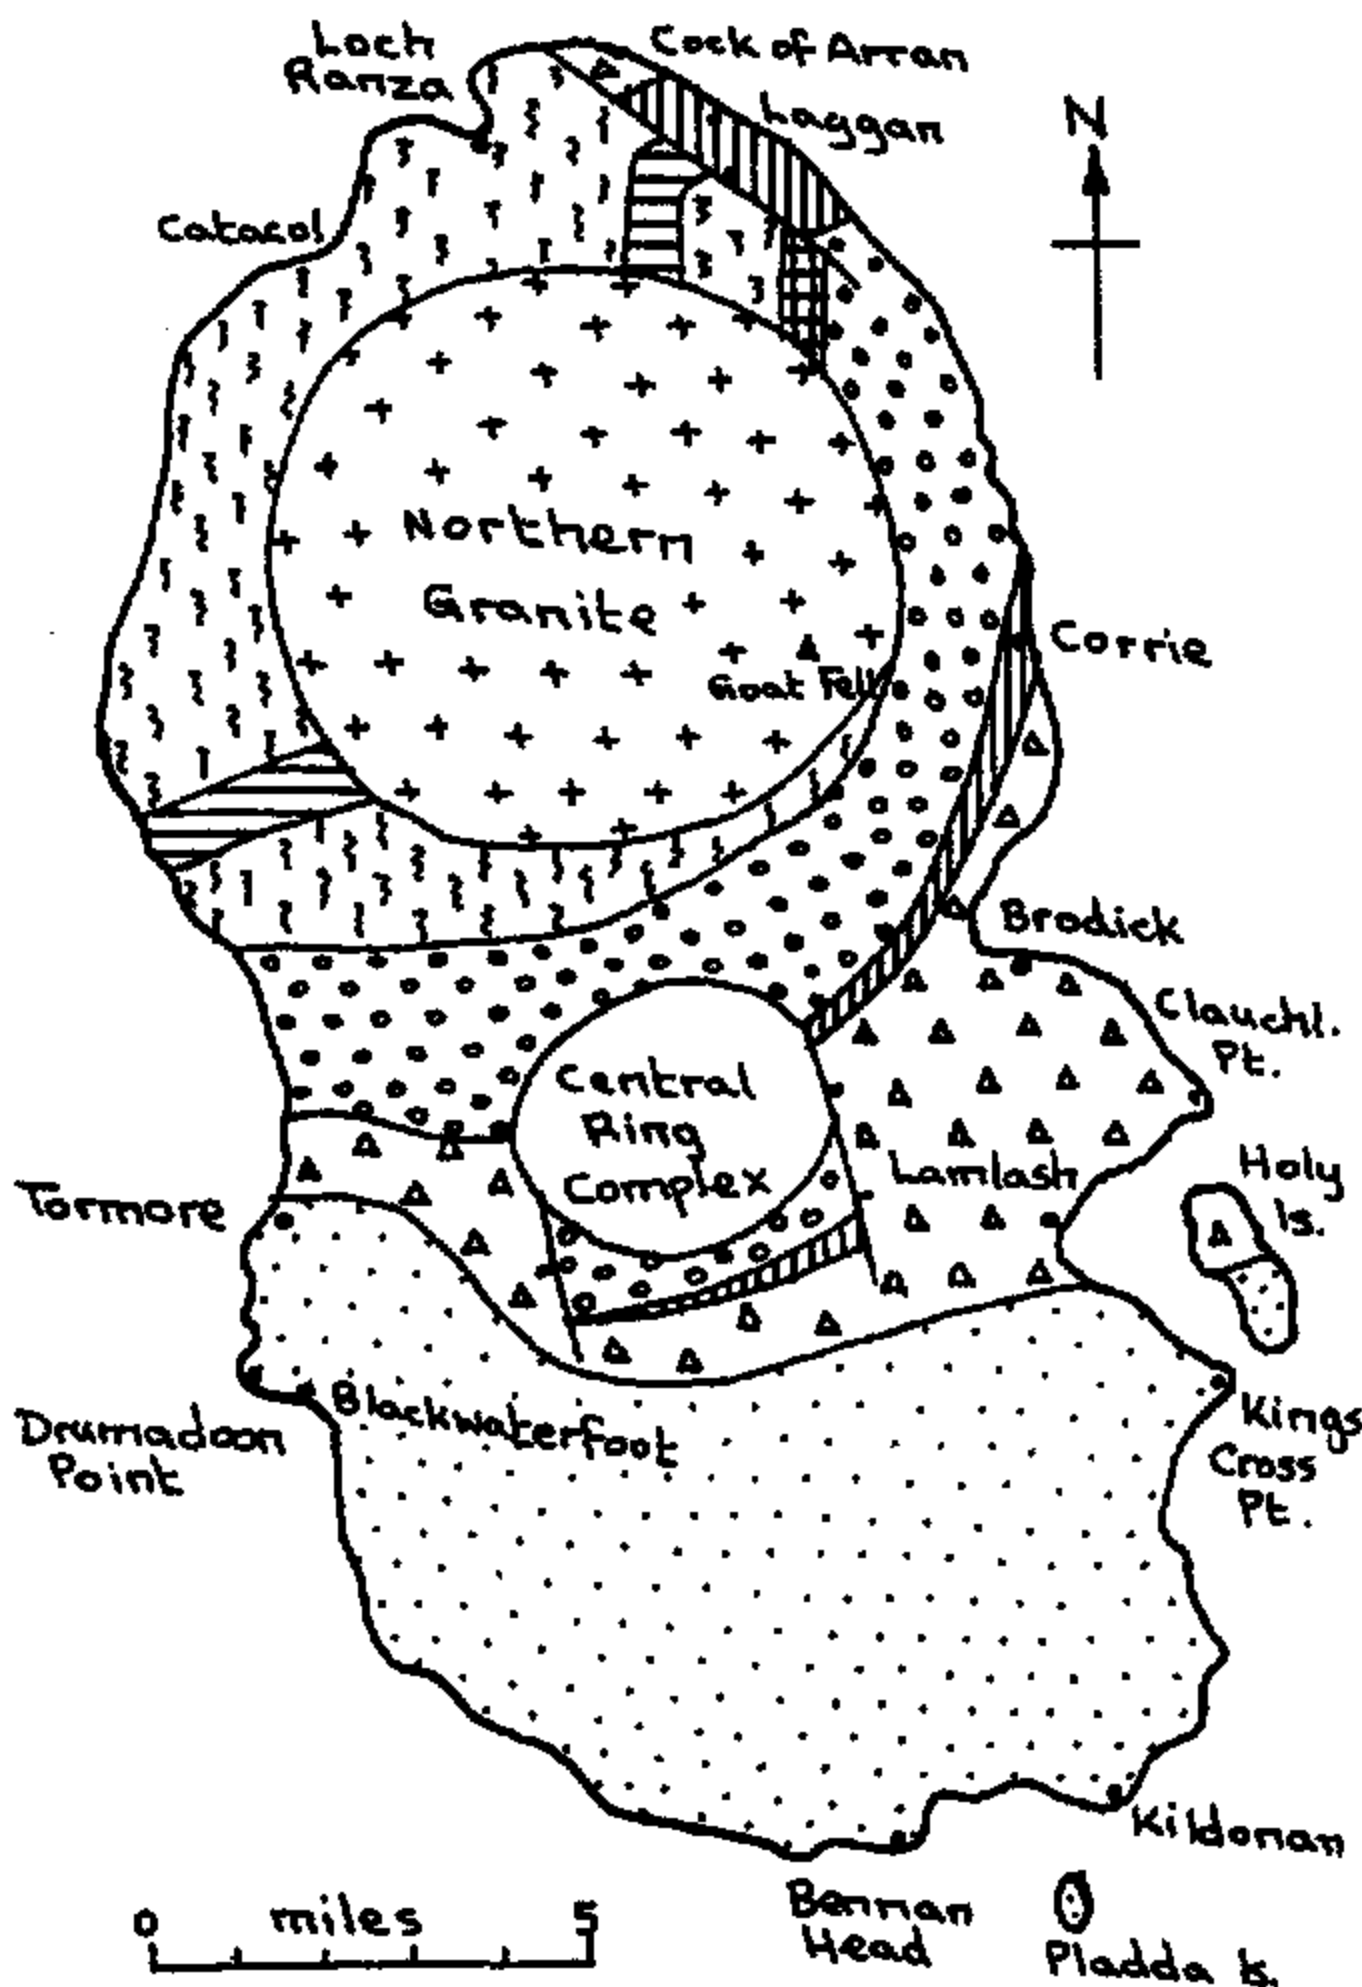 Loch
Ranza
Cock of Arran
Laggan
N
Catacol
Northern
Granite
Corrie
Goat Fell
Brodick
Clauchl.
Pt.
Central
Ring
Complex
Lamlash
Holy
Is.
Tormore
Blackwaterfoot
Drumadoon
Point
Kings
Cross
Pt.
Kildonan
Bennan
Head
Pladda Is.
0 miles 5